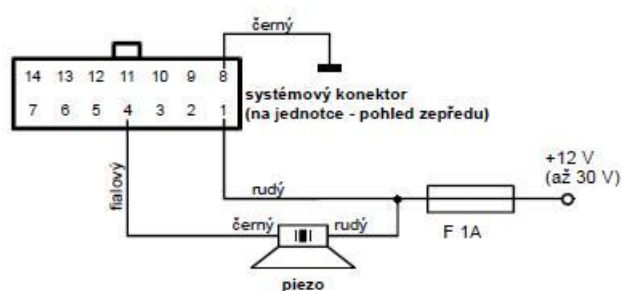 černý
14 13 12 11 10 9 8
7 6 5 4 3 2 1
systémový konektor
(na jednotce - pohled zepředu)
+12 V
(až 30 V)
fialový
rudý
F 1A
černý
rudý
piezo